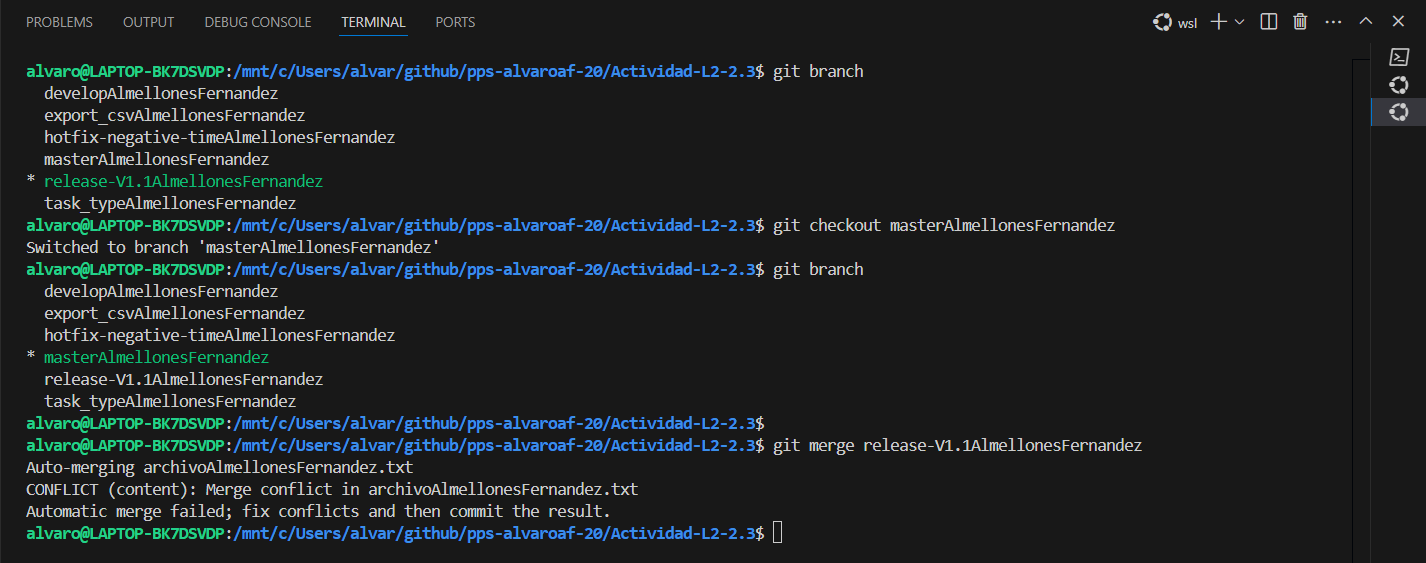 PROBLEMS OUTPUT DEBUG CONSOLE TERMINAL PORTS wsl
alvaro@LAPTOP-BK7DSVDP:/mnt/c/Users/alvar/github/pps-alvaroaf-20/Actividad-L2-2.3$ git branch
  developAlmellonesFernandez
  export_csvAlmellonesFernandez
  hotfix-negative-timeAlmellonesFernandez
  masterAlmellonesFernandez
* release-V1.1AlmellonesFernandez
  task_typeAlmellonesFernandez
alvaro@LAPTOP-BK7DSVDP:/mnt/c/Users/alvar/github/pps-alvaroaf-20/Actividad-L2-2.3$ git checkout masterAlmellonesFernandez
Switched to branch 'masterAlmellonesFernandez'
alvaro@LAPTOP-BK7DSVDP:/mnt/c/Users/alvar/github/pps-alvaroaf-20/Actividad-L2-2.3$ git branch
  developAlmellonesFernandez
  export_csvAlmellonesFernandez
  hotfix-negative-timeAlmellonesFernandez
* masterAlmellonesFernandez
  release-V1.1AlmellonesFernandez
  task_typeAlmellonesFernandez
alvaro@LAPTOP-BK7DSVDP:/mnt/c/Users/alvar/github/pps-alvaroaf-20/Actividad-L2-2.3$
alvaro@LAPTOP-BK7DSVDP:/mnt/c/Users/alvar/github/pps-alvaroaf-20/Actividad-L2-2.3$ git merge release-V1.1AlmellonesFernandez
Auto-merging archivoAlmellonesFernandez.txt
CONFLICT (content): Merge conflict in archivoAlmellonesFernandez.txt
Automatic merge failed; fix conflicts and then commit the result.
alvaro@LAPTOP-BK7DSVDP:/mnt/c/Users/alvar/github/pps-alvaroaf-20/Actividad-L2-2.3$